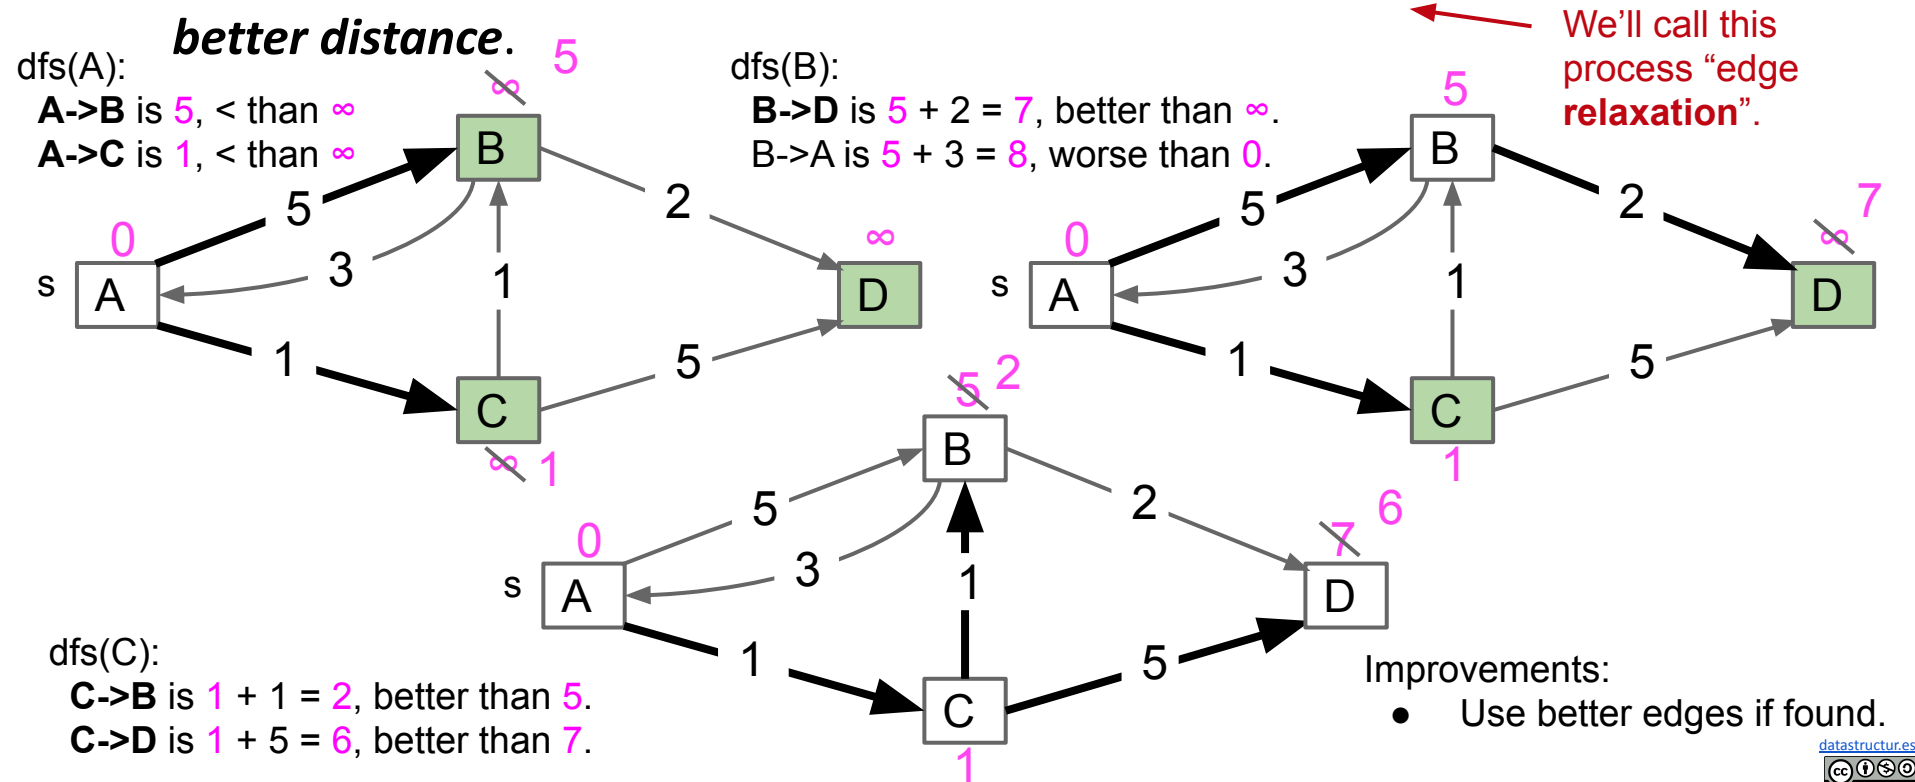 better distance.
dfs(A):
A->B is 5, < than ∞
A->C is 1, < than ∞
∞ 5
B
5
2
0
3
1
∞
s
A
D
1
5
C
∞ 1
dfs(B):
B->D is 5 + 2 = 7, better than ∞.
B->A is 5 + 3 = 8, worse than 0.
We'll call this
process “edge
relaxation”.
5
B
5
2
7
0
3
1
∞
s
A
D
1
5
C
1
5 2
B
5
2
6
0
3
1
7
s
A
D
1
5
C
1
dfs(C):
C->B is 1 + 1 = 2, better than 5.
C->D is 1 + 5 = 6, better than 7.
Improvements:
● Use better edges if found.
datastructur.es
cc